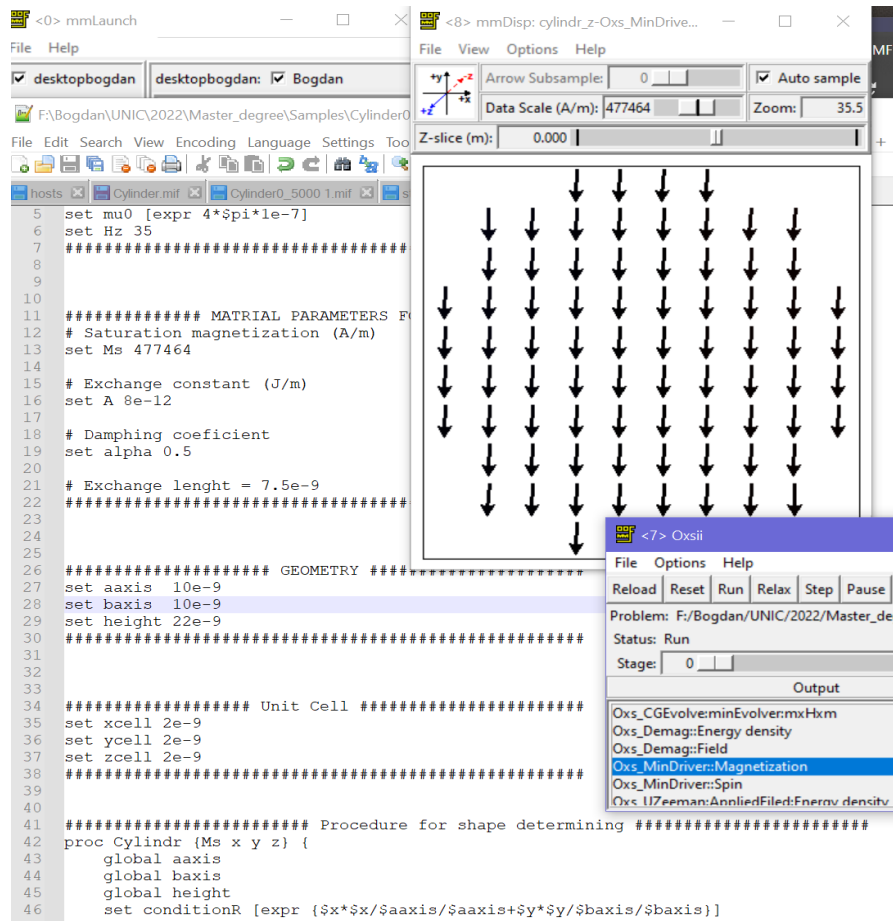 <0> mmLaunch
File Help
desktopbogdan desktopbogdan: Bogdan
F:\Bogdan\UNIC\2022\Master_degree\Samples\Cylinder0
File Edit Search View Encoding Language Settings Too
hosts Cylinder.mif Cylinder0_5000 1.mif s
5 set mu0 [expr 4*$pi*1e-7]
6 set Hz 35
7 ###################################
8
9
10
11 ############## MATRIAL PARAMETERS FO
12 # Saturation magnetization (A/m)
13 set Ms 477464
14
15 # Exchange constant (J/m)
16 set A 8e-12
17
18 # Damphing coeficient
19 set alpha 0.5
20
21 # Exchange lenght = 7.5e-9
22 ###################################
23
24
25
26 ##################### GEOMETRY ######################
27 set aaxis 10e-9
28 set baxis 10e-9
29 set height 22e-9
30 #####################################################
31
32
33
34 ################### Unit Cell #######################
35 set xcell 2e-9
36 set ycell 2e-9
37 set zcell 2e-9
38 #####################################################
39
40
41 ######################### Procedure for shape determining ########################
42 proc Cylindr {Ms x y z} {
43 global aaxis
44 global baxis
45 global height
46 set conditionR [expr {$x*$x/$aaxis/$aaxis+$y*$y/$baxis/$baxis}]
<8> mmDisp: cylindr_z-Oxs_MinDrive...
File View Options Help
+y -z +x +z
Arrow Subsample: 0 Auto sample
Data Scale (A/m): 477464 Zoom: 35.5
Z-slice (m): 0.000
MF
<7> Oxsii
File Options Help
Reload Reset Run Relax Step Pause
Problem: F:/Bogdan/UNIC/2022/Master_de
Status: Run
Stage: 0
Output
Oxs_CGEvolve:minEvolver:mxHxm
Oxs_Demag::Energy density
Oxs_Demag::Field
Oxs_MinDriver::Magnetization
Oxs_MinDriver::Spin
Oxs_UZeeman:AppliedFiled:Energy density